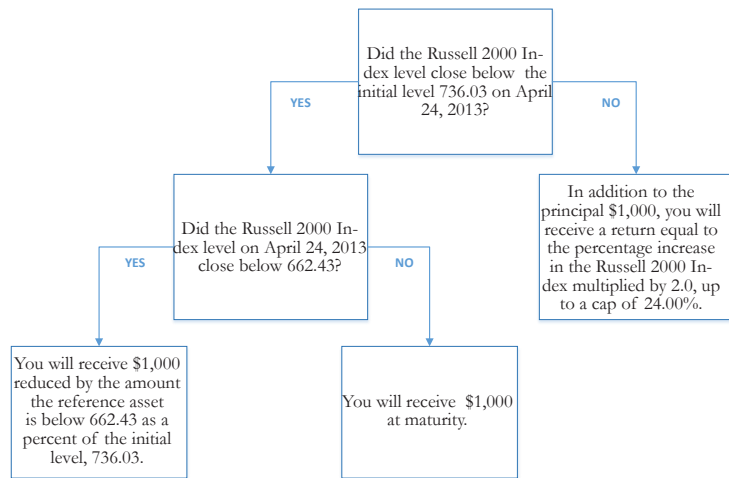 Did the Russell 2000 In-
dex level close below the
initial level 736.03 on April
24, 2013?
YES
NO
Did the Russell 2000 In-
dex level on April 24, 2013
close below 662.43?
In addition to the
principal $1,000, you will
receive a return equal to
the percentage increase
in the Russell 2000 In-
dex multiplied by 2.0, up
to a cap of 24.00%.
YES
NO
You will receive $1,000
reduced by the amount
the reference asset
is below 662.43 as a
percent of the initial
level, 736.03.
You will receive $1,000
at maturity.